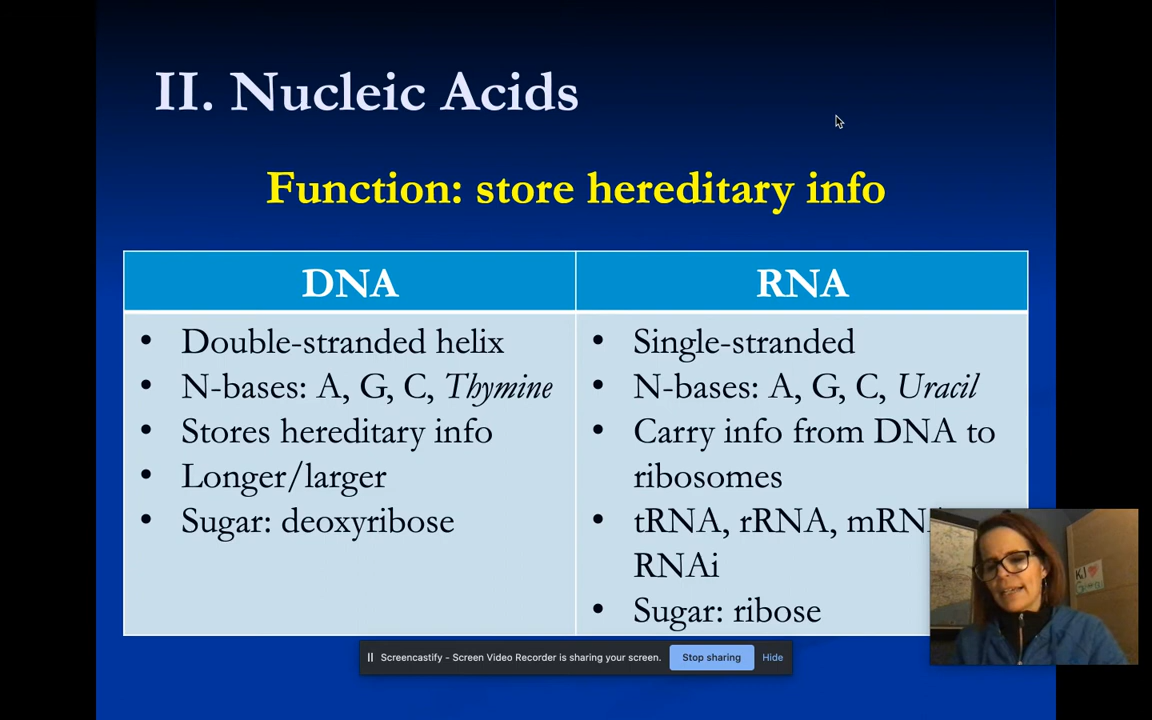 II. Nucleic Acids
Function: store hereditary info
DNA
• Double-stranded helix
• N-bases: A, G, C, Thymine
• Stores hereditary info
• Longer/larger
• Sugar: deoxyribose
RNA
• Single-stranded
• N-bases: A, G, C, Uracil
• Carry info from DNA to
ribosomes
• tRNA, rRNA,
RNAi
• Sugar: ribose
Screencastify - Screen Video Recorder is sharing your screen.
Stop sharing
Hide